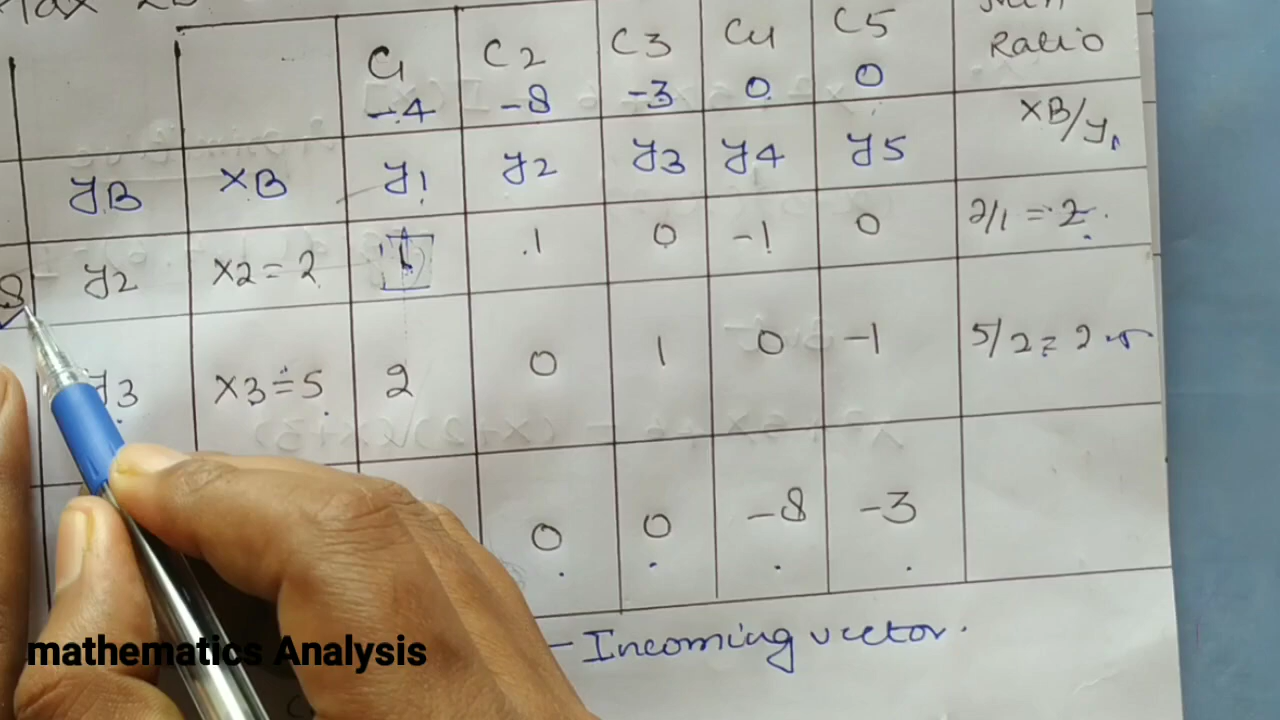 C1 C2 C3 C4 C5 Ratio
-4 -8 -3 0 0 XB/y1
yB XB y1 y2 y3 y4 y5
y2 x2=2 1 1 0 -1 0 2/1 = 2
y3 x3=5 2 0 1 0 -1 5/2=2
0 0 -8 -3
-Incoming vector.
mathematics Analysis